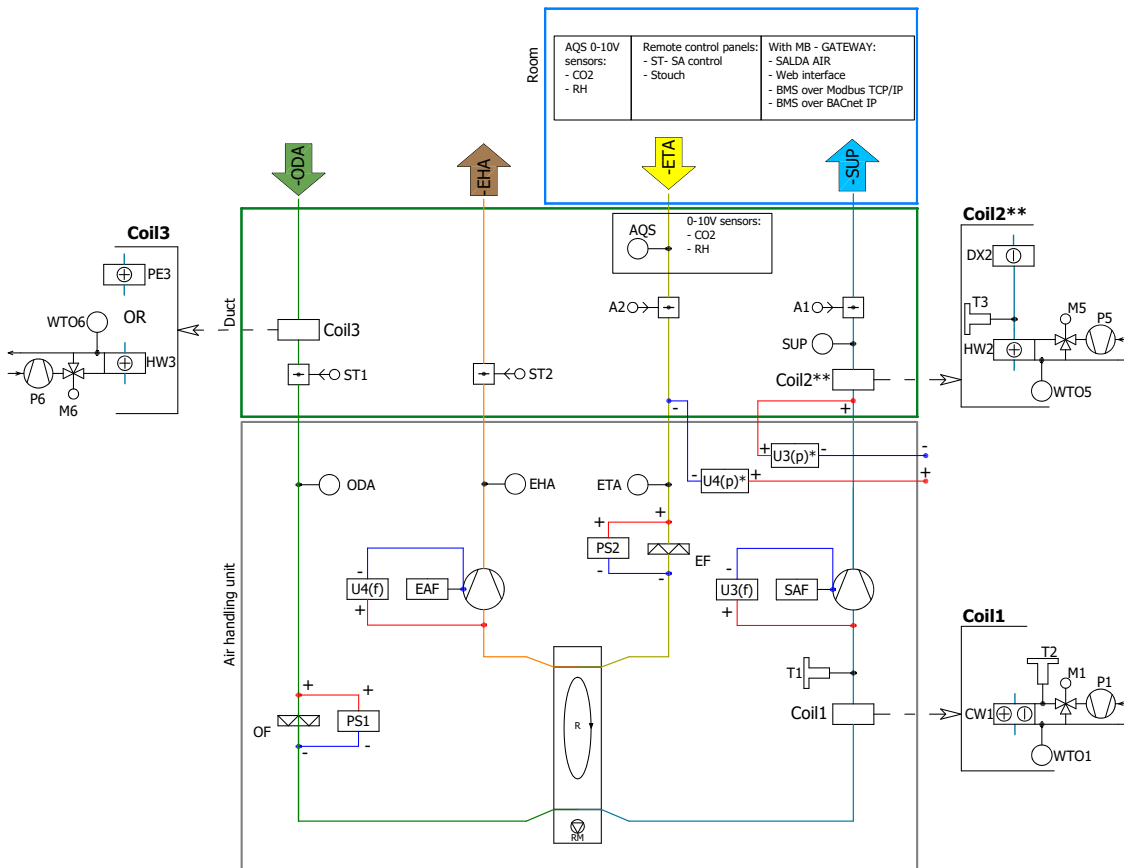 Room
AQS 0-10V
sensors:
- CO2
- RH
Remote control panels:
- ST- SA control
- Stouch
With MB - GATEWAY:
- SALDA AIR
- Web interface
- BMS over Modbus TCP/IP
- BMS over BACnet IP
-ODA
-EHA
-ETA
-SUP
Duct
AQS
0-10V sensors:
- CO2
- RH
A2
A1
SUP
Coil3
ST1
ST2
Coil2**
+
-
Coil3
PE3
OR
WTO6
HW3
P6
M6
Coil2**
DX2
T3
M5
P5
HW2
WTO5
Air handling unit
+
U3(p)*
-
-
-
U4(p)*
+
+
ODA
EHA
ETA
+
+
PS2
EF
-
-
-
U4(f)
EAF
+
-
U3(f)
SAF
+
T1
Coil1
+
+
OF
PS1
-
-
R
RM
Coil1
T2
M1
P1
CW1
WTO1